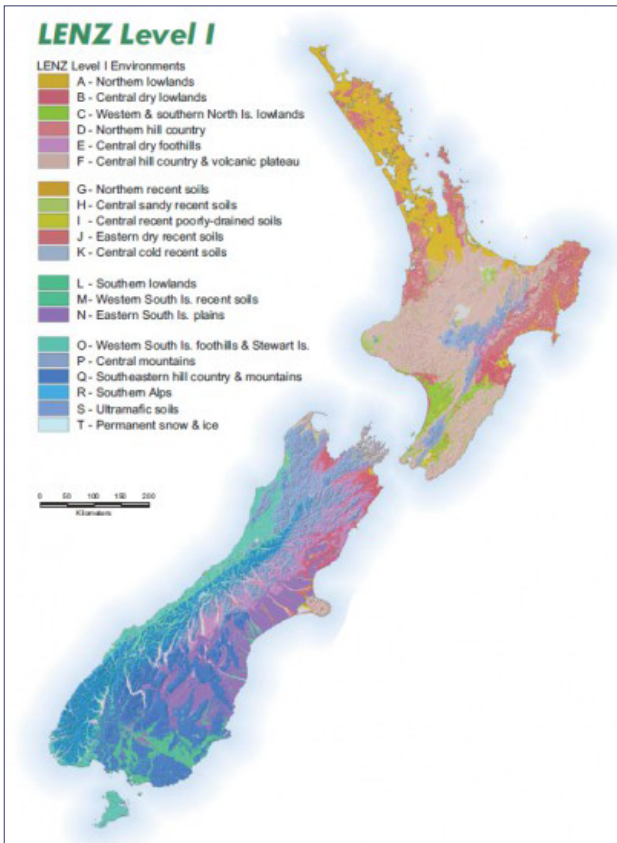 LENZ Level I
LENZ Level I Environments
A - Northern lowlands
B - Central dry lowlands
C - Western & southern North Is. lowlands
D - Northern hill country
E - Central dry foothills
F - Central hill country & volcanic plateau
G - Northern recent soils
H - Central sandy recent soils
I - Central recent poorly-drained soils
J - Eastern dry recent soils
K - Central cold recent soils
L - Southern lowlands
M - Western South Is. recent soils
N - Eastern South Is. plains
O - Western South Is. foothills & Stewart Is.
P - Central mountains
Q - Southeastern hill country & mountains
R - Southern Alps
S - Ultramafic soils
T - Permanent snow & ice
0 50 100 150 200
Kilometers